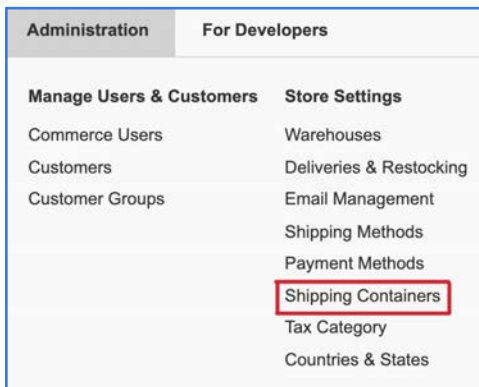 Administration
For Developers
Manage Users & Customers
Commerce Users
Customers
Customer Groups
Store Settings
Warehouses
Deliveries & Restocking
Email Management
Shipping Methods
Payment Methods
Shipping Containers
Tax Category
Countries & States